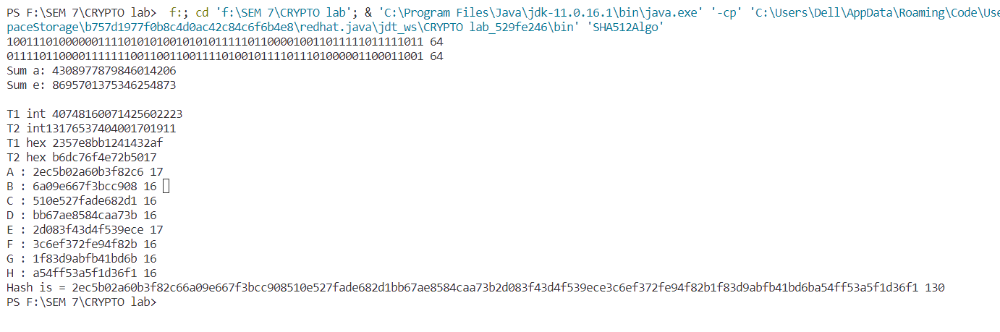 PS F:\SEM 7\CRYPTO lab>  f:; cd 'f:\SEM 7\CRYPTO lab'; & 'C:\Program Files\Java\jdk-11.0.16.1\bin\java.exe' '-cp' 'C:\Users\Dell\AppData\Roaming\Code\Use
paceStorage\b757d1977f0b8c4d0ac42c84c6f6b4e8\redhat.java\jdt_ws\CRYPTO lab_529fe246\bin' 'SHA512Algo'
1001110100000011110101010010101011111011000010011011111011111011 64
0111101100001111111100110011001111010010111101110100000110001100​1 64
Sum a: 4308977879846014206
Sum e: 8695701375346254873
T1 int 40748160071425602223
T2 int13176537404001701911
T1 hex 2357e8bb1241432af
T2 hex b6dc76f4e72b5017
A : 2ec5b02a60b3f82c6 17
B : 6a09e667f3bcc908 16
C : 510e527fade682d1 16
D : bb67ae8584caa73b 16
E : 2d083f43d4f539ece 17
F : 3c6ef372fe94f82b 16
G : 1f83d9abfb41bd6b 16
H : a54ff53a5f1d36f1 16
Hash is = 2ec5b02a60b3f82c66a09e667f3bcc908510e527fade682d1bb67ae8584caa73b2d083f43d4f539ece3c6ef372fe94f82b1f83d9abfb41bd6ba54ff53a5f1d36f1 130
PS F:\SEM 7\CRYPTO lab>